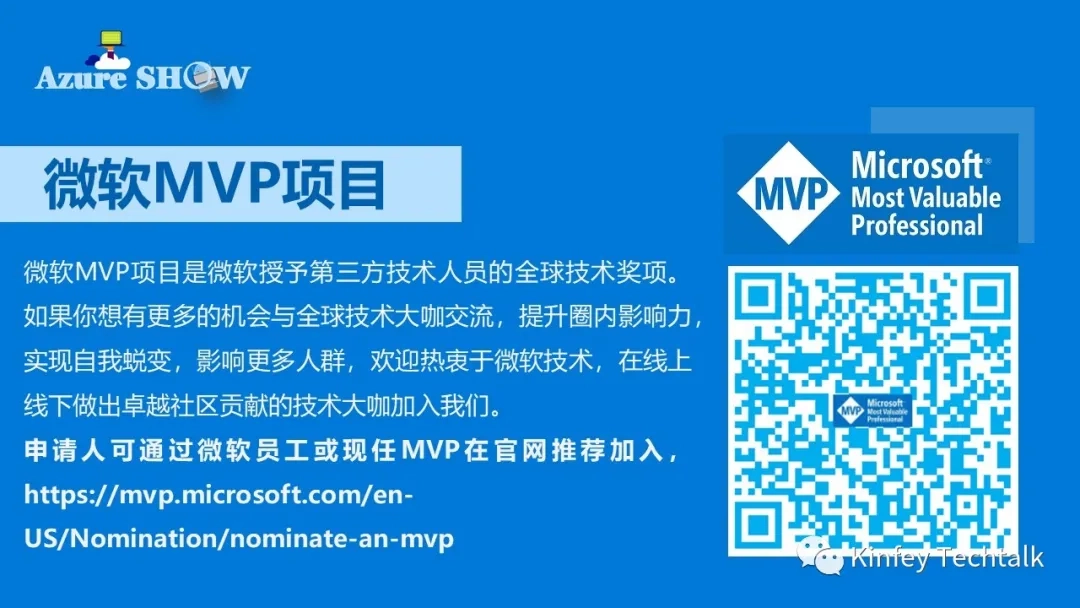 Azure SHOW
微软MVP项目
MVP
Microsoft®
Most Valuable
Professional
微软MVP项目是微软授予第三方技术人员的全球技术奖项。
如果你想有更多的机会与全球技术大咖交流，提升圈内影响力，
实现自我蜕变，影响更多人群，欢迎热衷于微软技术，在线上
线下做出卓越社区贡献的技术大咖加入我们。
申请人可通过微软员工或现任MVP在官网推荐加入，
https://mvp.microsoft.com/en-
US/Nomination/nominate-an-mvp
MVP
Microsoft
Most Valuable
Professional
Kinfey Techtalk